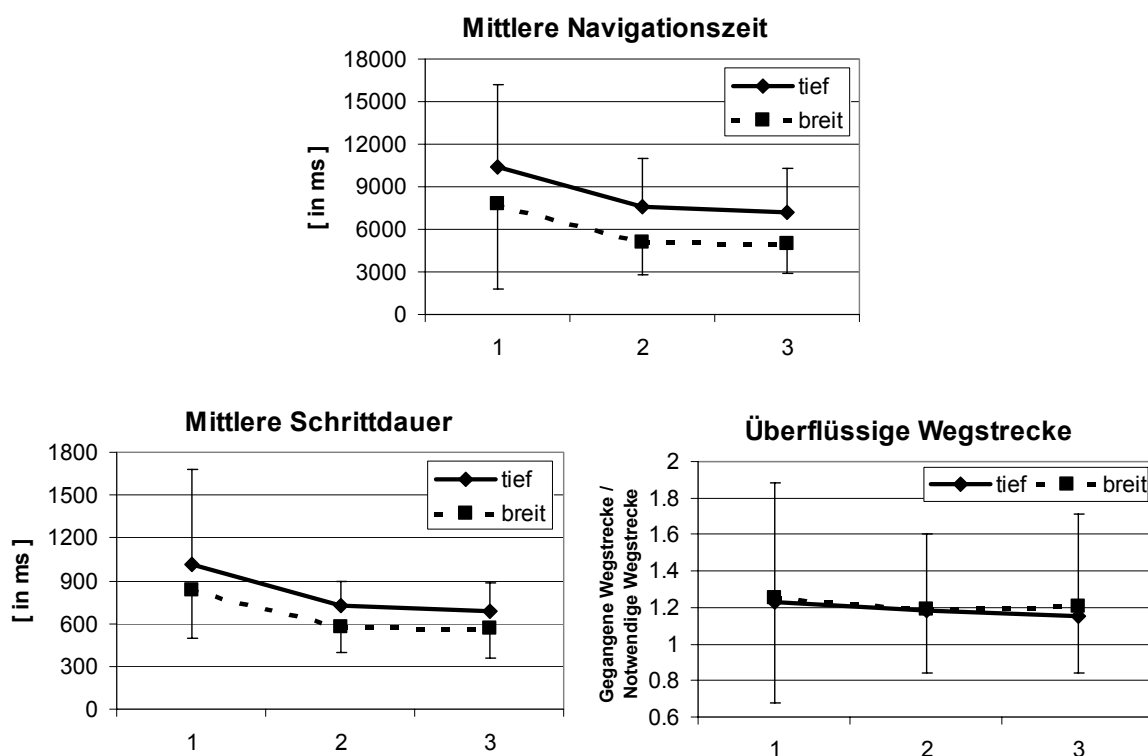 Mittlere Navigationszeit
[ in ms ]
18000
15000
12000
9000
6000
3000
0
tief
breit
1 2 3
Mittlere Schrittdauer
[ in ms ]
1800
1500
1200
900
600
300
0
tief
breit
1 2 3
Überflüssige Wegstrecke
Gegangene Wegstrecke /
Notwendige Wegstrecke
2
1.8
1.6
1.4
1.2
1
0.8
0.6
tief breit
1 2 3